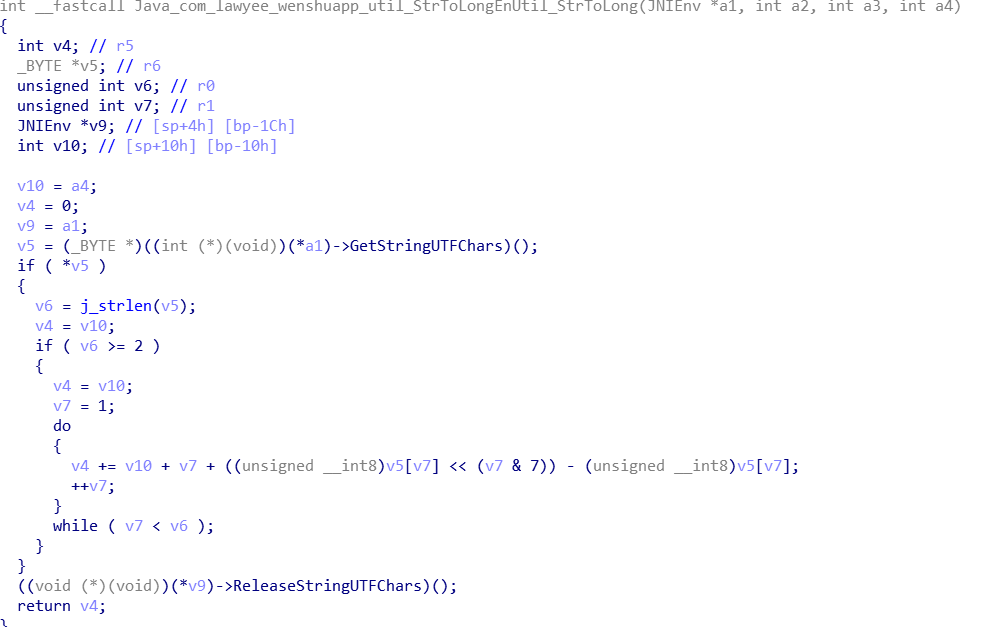 int __fastcall Java_com_lawyee_wenshuapp_util_StrToLongEnUtil_StrToLong(JNIEnv *a1, int a2, int a3, int a4)
{
  int v4; // r5
  _BYTE *v5; // r6
  unsigned int v6; // r0
  unsigned int v7; // r1
  JNIEnv *v9; // [sp+4h] [bp-1Ch]
  int v10; // [sp+10h] [bp-10h]

  v10 = a4;
  v4 = 0;
  v9 = a1;
  v5 = (_BYTE *)((int (*)(void))(*a1)->GetStringUTFChars)();
  if ( *v5 )
  {
    v6 = j_strlen(v5);
    v4 = v10;
    if ( v6 >= 2 )
    {
      v4 = v10;
      v7 = 1;
      do
      {
        v4 += v10 + v7 + ((unsigned __int8)v5[v7] << (v7 & 7)) - (unsigned __int8)v5[v7];
        ++v7;
      }
      while ( v7 < v6 );
    }
  }
  ((void (*)(void))(*v9)->ReleaseStringUTFChars)();
  return v4;
}